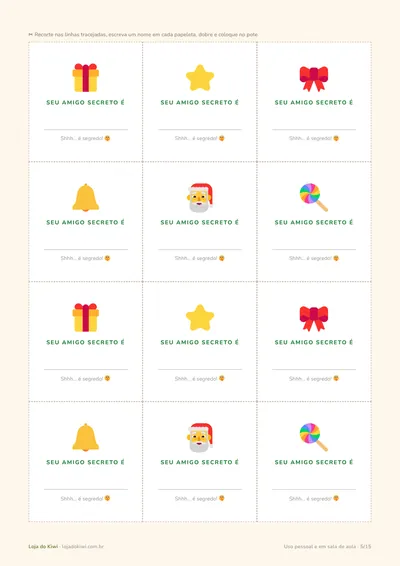 ✂ Recorte nas linhas tracejadas, escreva um nome em cada papeleta, dobre e coloque no pote
SEU AMIGO SECRETO É
SEU AMIGO SECRETO É
SEU AMIGO SECRETO É
Shhh... é segredo! 🤫
Shhh... é segredo! 🤫
Shhh... é segredo! 🤫
SEU AMIGO SECRETO É
SEU AMIGO SECRETO É
SEU AMIGO SECRETO É
Shhh... é segredo! 🤫
Shhh... é segredo! 🤫
Shhh... é segredo! 🤫
SEU AMIGO SECRETO É
SEU AMIGO SECRETO É
SEU AMIGO SECRETO É
Shhh... é segredo! 🤫
Shhh... é segredo! 🤫
Shhh... é segredo! 🤫
SEU AMIGO SECRETO É
SEU AMIGO SECRETO É
SEU AMIGO SECRETO É
Shhh... é segredo! 🤫
Shhh... é segredo! 🤫
Shhh... é segredo! 🤫
Loja do Kiwi · lojadokiwi.com.br
Uso pessoal e em sala de aula ·